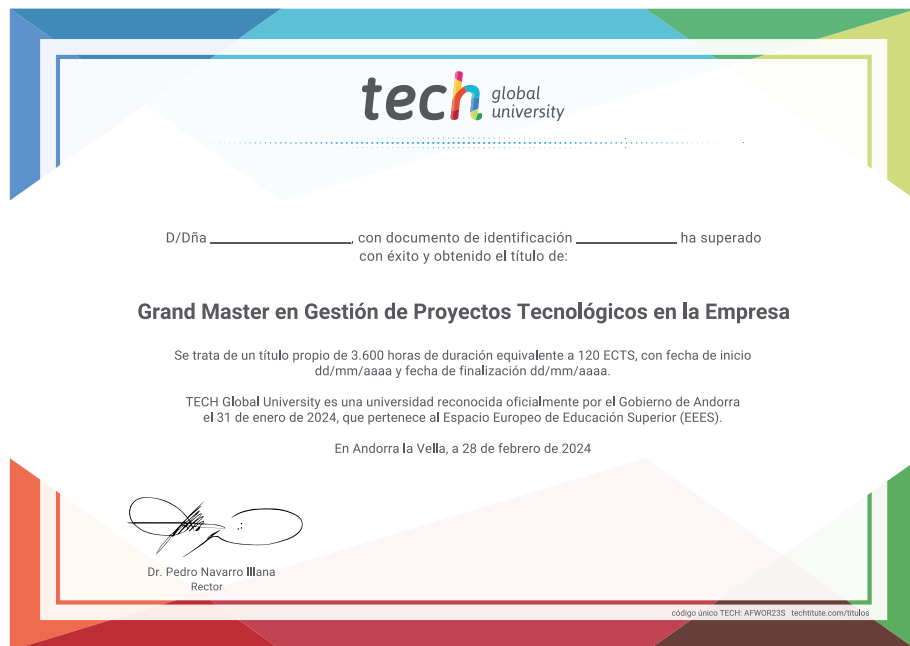 tech global university
D/Dña ____________, con documento de identificación ____________ ha superado
con éxito y obtenido el título de:
Grand Master en Gestión de Proyectos Tecnológicos en la Empresa
Se trata de un título propio de 3.600 horas de duración equivalente a 120 ECTS, con fecha de inicio
dd/mm/aaaa y fecha de finalización dd/mm/aaaa.
TECH Global University es una universidad reconocida oficialmente por el Gobierno de Andorra
el 31 de enero de 2024, que pertenece al Espacio Europeo de Educación Superior (EEES).
En Andorra la Vella, a 28 de febrero de 2024
Dr. Pedro Navarro Illana
Rector
código único TECH: AFWOR23S techtitute.com/titulos